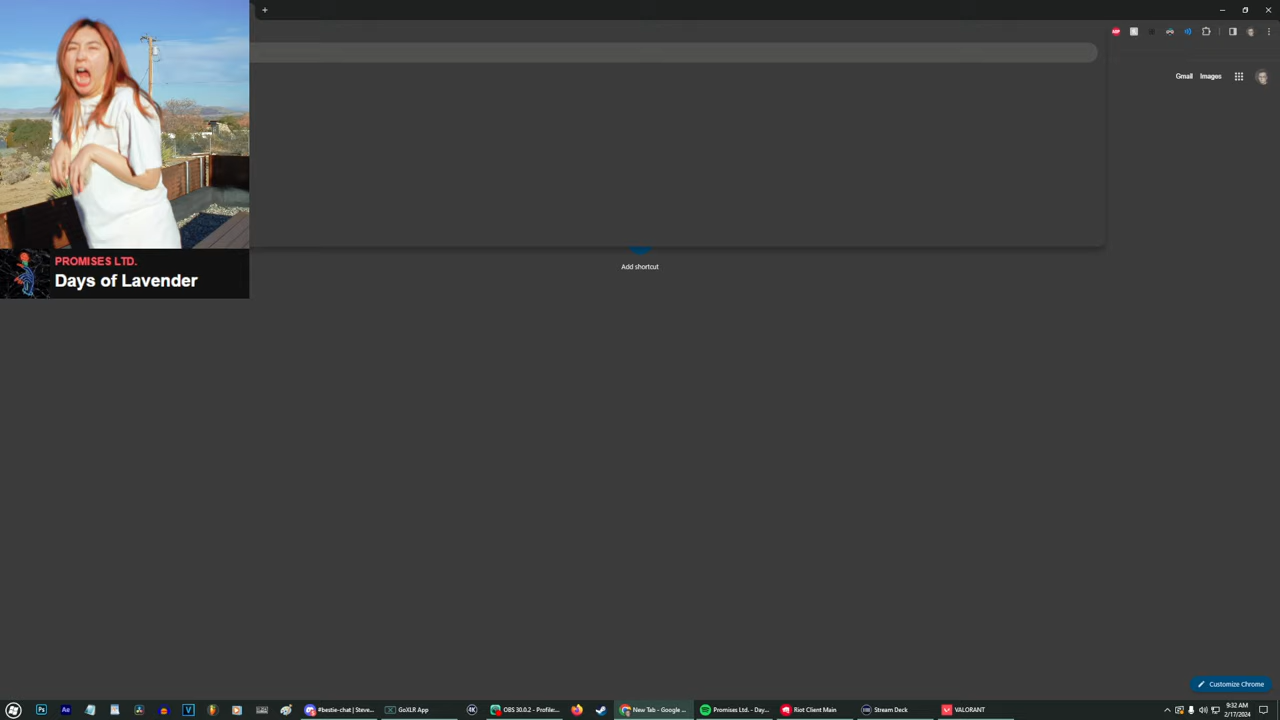 Gmail Images
Add shortcut
PROMISES LTD.
Days of Lavender
Customize Chrome
#bestie-chat | Steve...
GoXLR App
OBS 30.0.2 - Profile:...
New Tab - Google ...
Promises Ltd. - Day...
Riot Client Main
Stream Deck
VALORANT
9:32 AM
2/17/2024